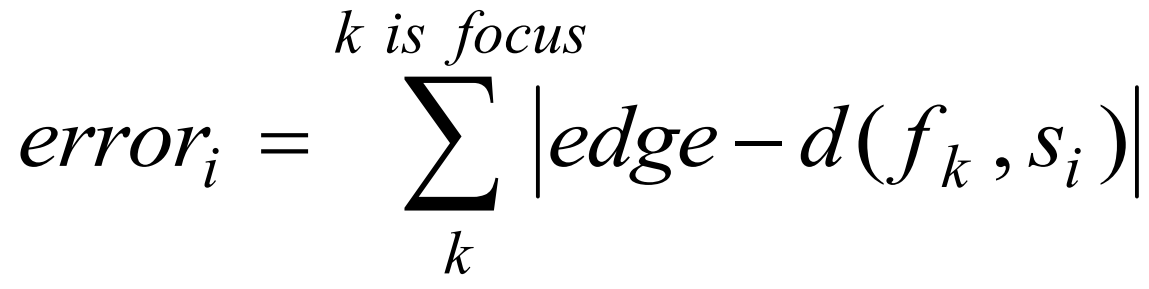 k is focus
error_i = ∑ |edge − d(f_k, s_i)|
k